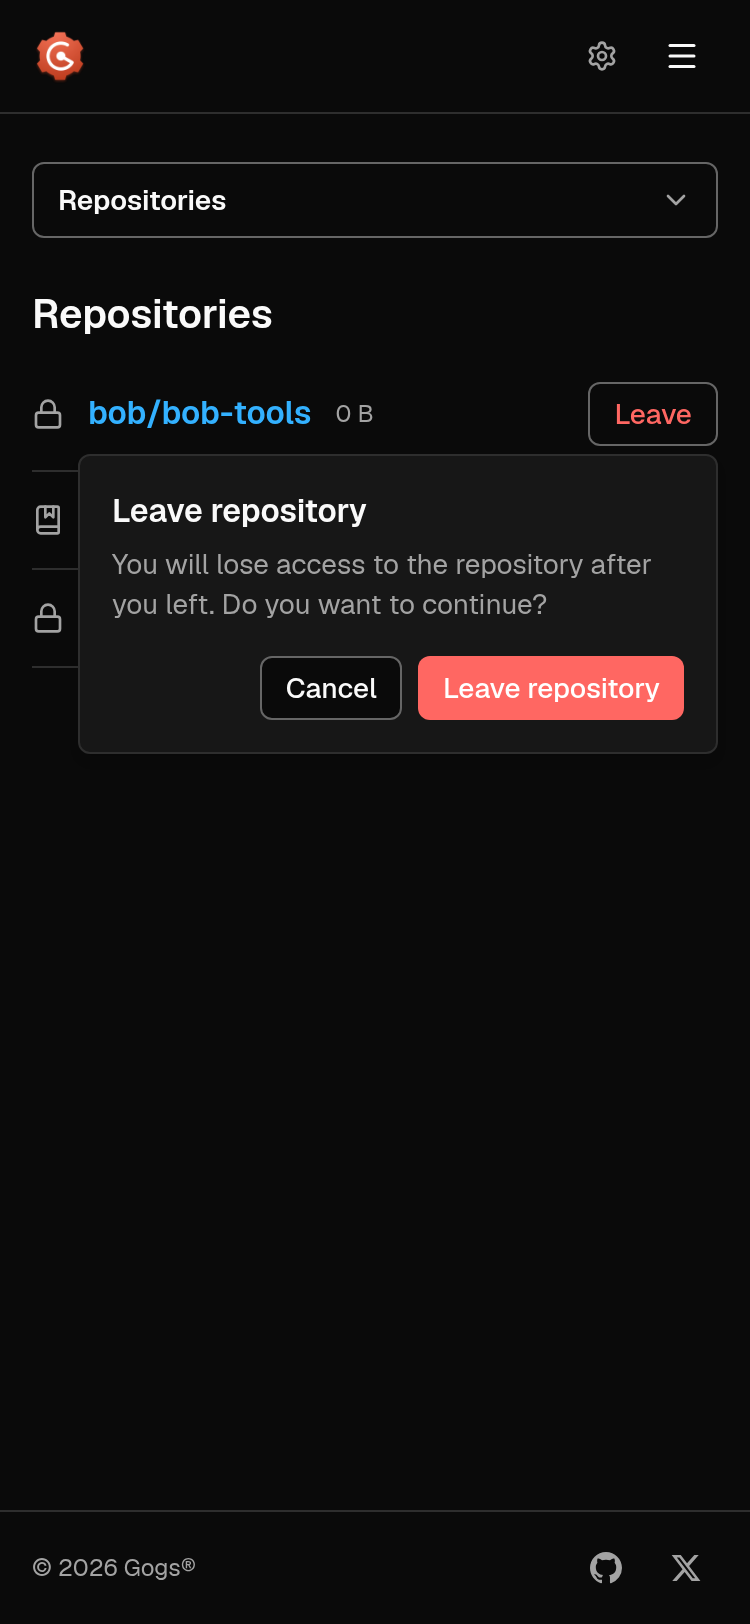 Repositories
Repositories
bob/bob-tools 0 B Leave
Leave repository
You will lose access to the repository after
you left. Do you want to continue?
Cancel Leave repository
© 2026 Gogs®